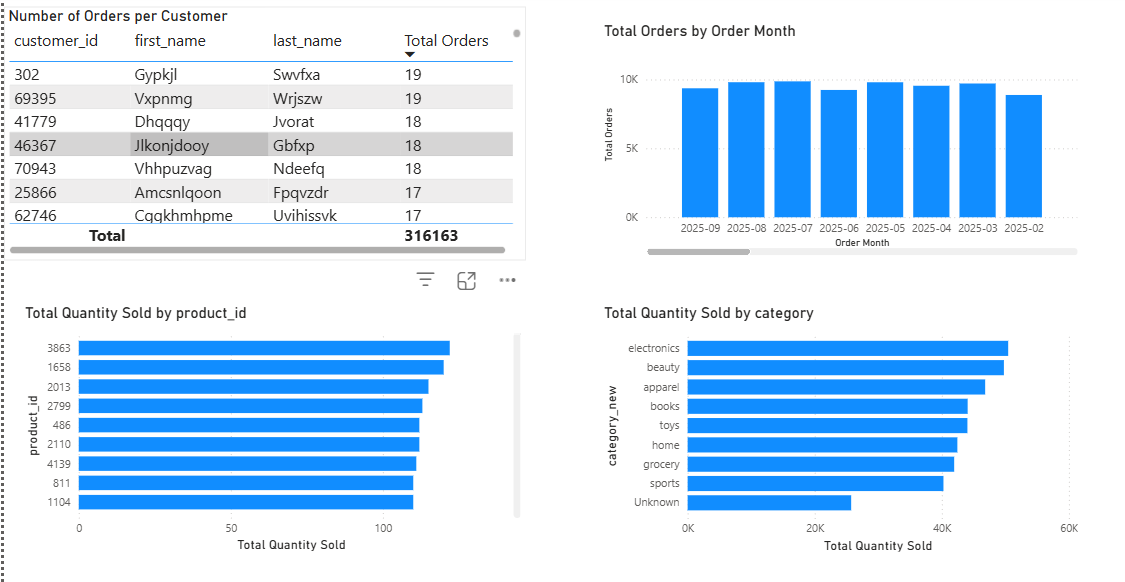 Number of Orders per Customer
customer_id first_name last_name Total Orders
302 Gypkjl Swvfxa 19
69395 Vxpnmg Wrjszw 19
41779 Dhqqqy Jvorat 18
46367 Jlkonjdooy Gbfxp 18
70943 Vhhpuzvag Ndeefq 18
25866 Amcsnlqoon Fpqvzdr 17
62746 Cqqkhmhpme Uvihissvk 17
Total 316163
Total Orders by Order Month
Total Orders
10K
5K
0K
2025-09 2025-08 2025-07 2025-06 2025-05 2025-04 2025-03 2025-02
Order Month
Total Quantity Sold by product_id
product_id
3863
1658
2013
2799
486
2110
4139
811
1104
0 50 100
Total Quantity Sold
Total Quantity Sold by category
category_new
electronics
beauty
apparel
books
toys
home
grocery
sports
Unknown
0K 20K 40K 60K
Total Quantity Sold